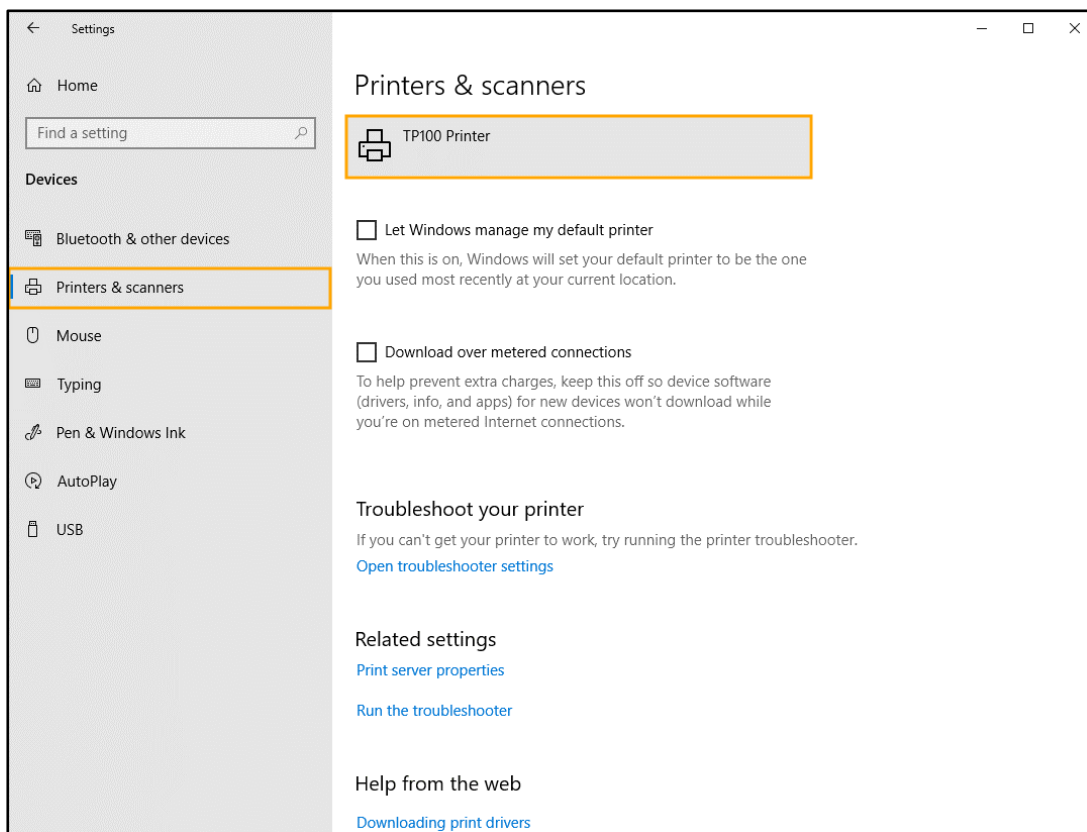 Settings
Home
Find a setting
Devices
Bluetooth & other devices
Printers & scanners
Mouse
Typing
Pen & Windows Ink
AutoPlay
USB
Printers & scanners
TP100 Printer
Let Windows manage my default printer
When this is on, Windows will set your default printer to be the one
you used most recently at your current location.
Download over metered connections
To help prevent extra charges, keep this off so device software
(drivers, info, and apps) for new devices won't download while
you're on metered Internet connections.
Troubleshoot your printer
If you can't get your printer to work, try running the printer troubleshooter.
Open troubleshooter settings
Related settings
Print server properties
Run the troubleshooter
Help from the web
Downloading print drivers